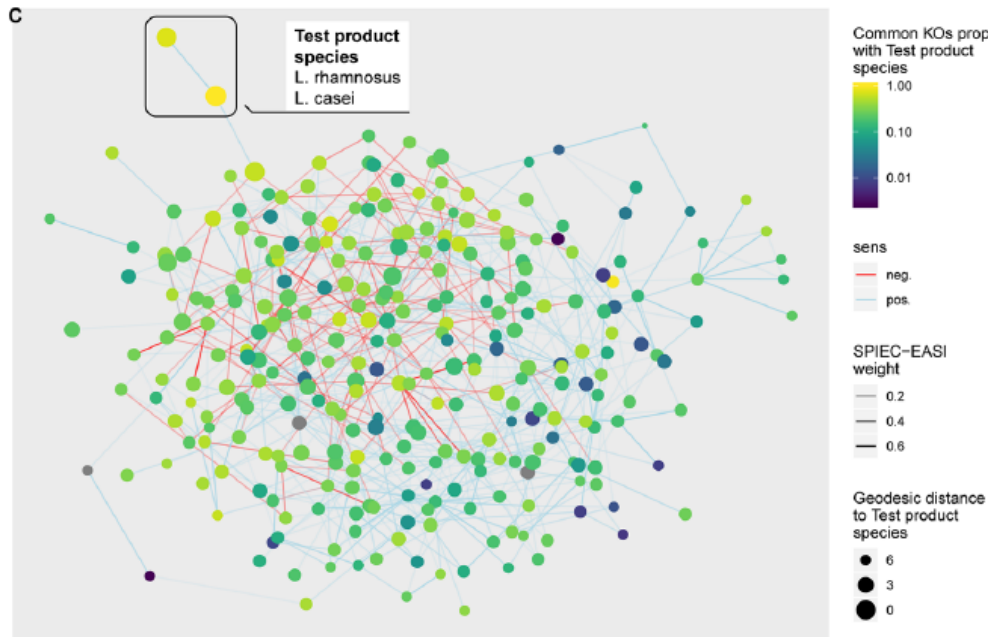 C
Test product
species
L. rhamnosus
L. casei
Common KOs prop
with Test product
species
1.00
0.10
0.01
sens
neg.
pos.
SPIEC−EASI
weight
0.2
0.4
0.6
Geodesic distance
to Test product
species
6
3
0